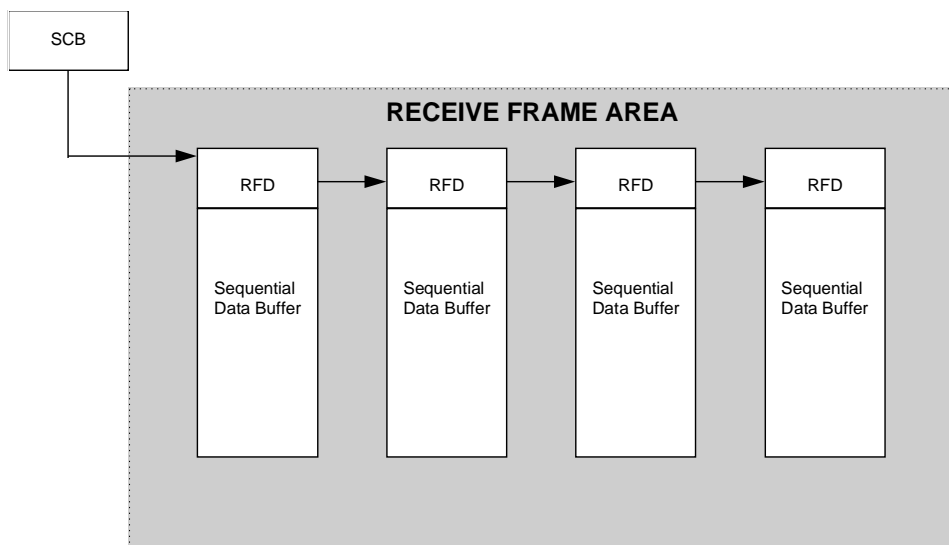 SCB
RECEIVE FRAME AREA
RFD
RFD
RFD
RFD
Sequential
Data Buffer
Sequential
Data Buffer
Sequential
Data Buffer
Sequential
Data Buffer